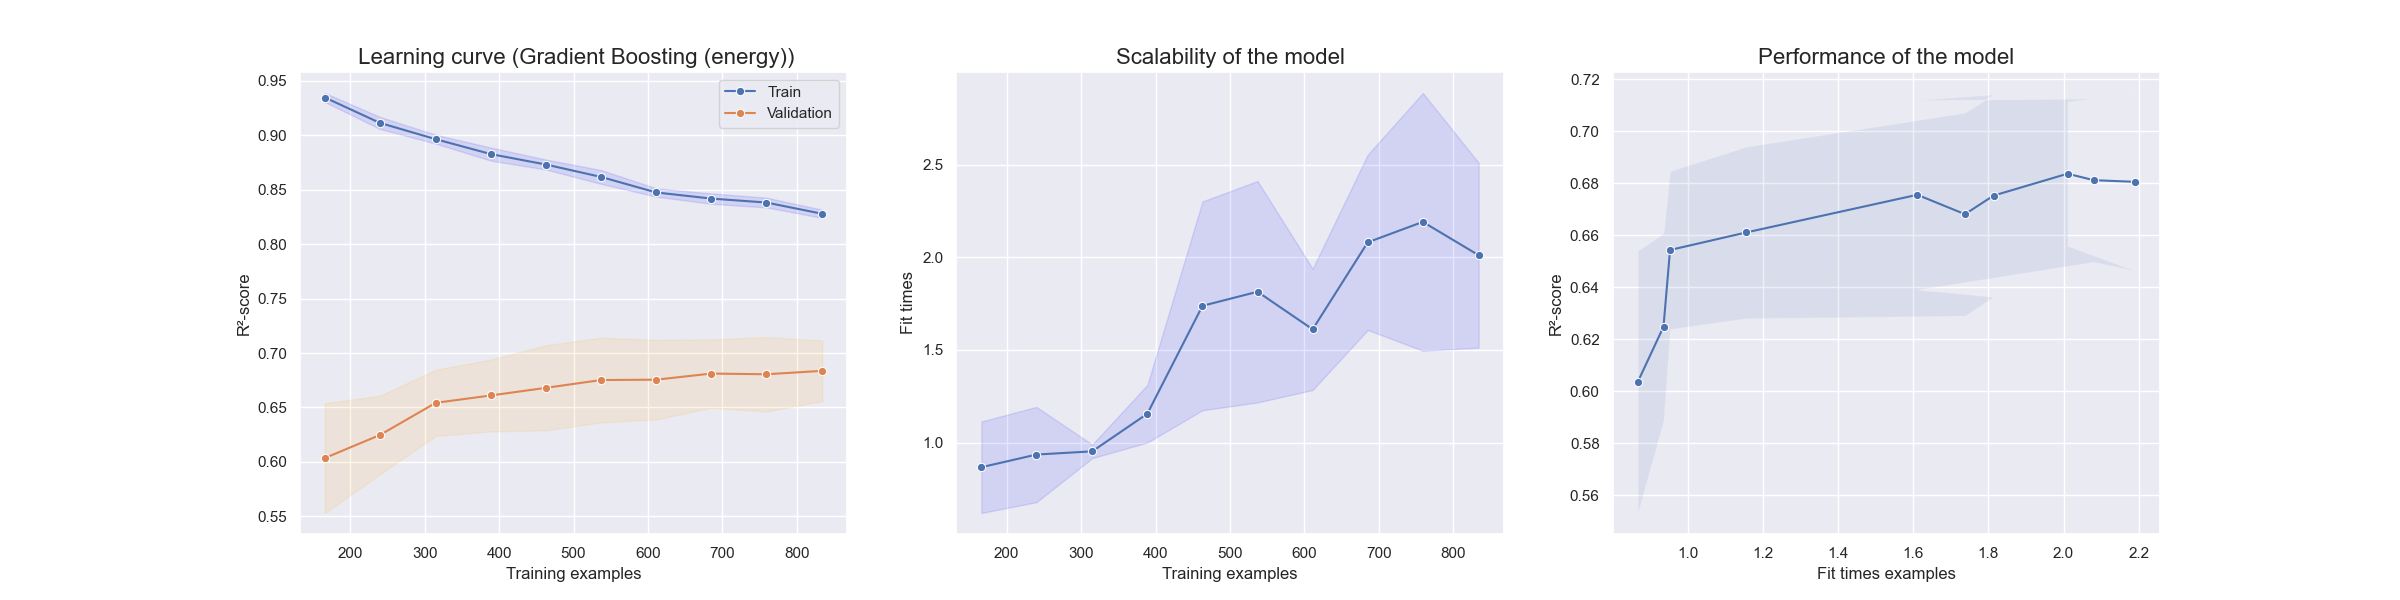 Learning curve (Gradient Boosting (energy))
0.95
0.90
0.85
0.80
0.75
0.70
0.65
0.60
0.55
R²-score
Train
Validation
200 300 400 500 600 700 800
Training examples
Scalability of the model
2.5
2.0
1.5
1.0
Fit times
200 300 400 500 600 700 800
Training examples
Performance of the model
0.72
0.70
0.68
0.66
0.64
0.62
0.60
0.58
0.56
R²-score
1.0 1.2 1.4 1.6 1.8 2.0 2.2
Fit times examples